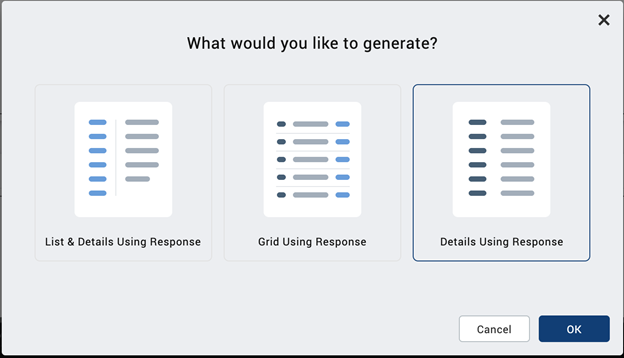 What would you like to generate?
List & Details Using Response
Grid Using Response
Details Using Response
Cancel
OK